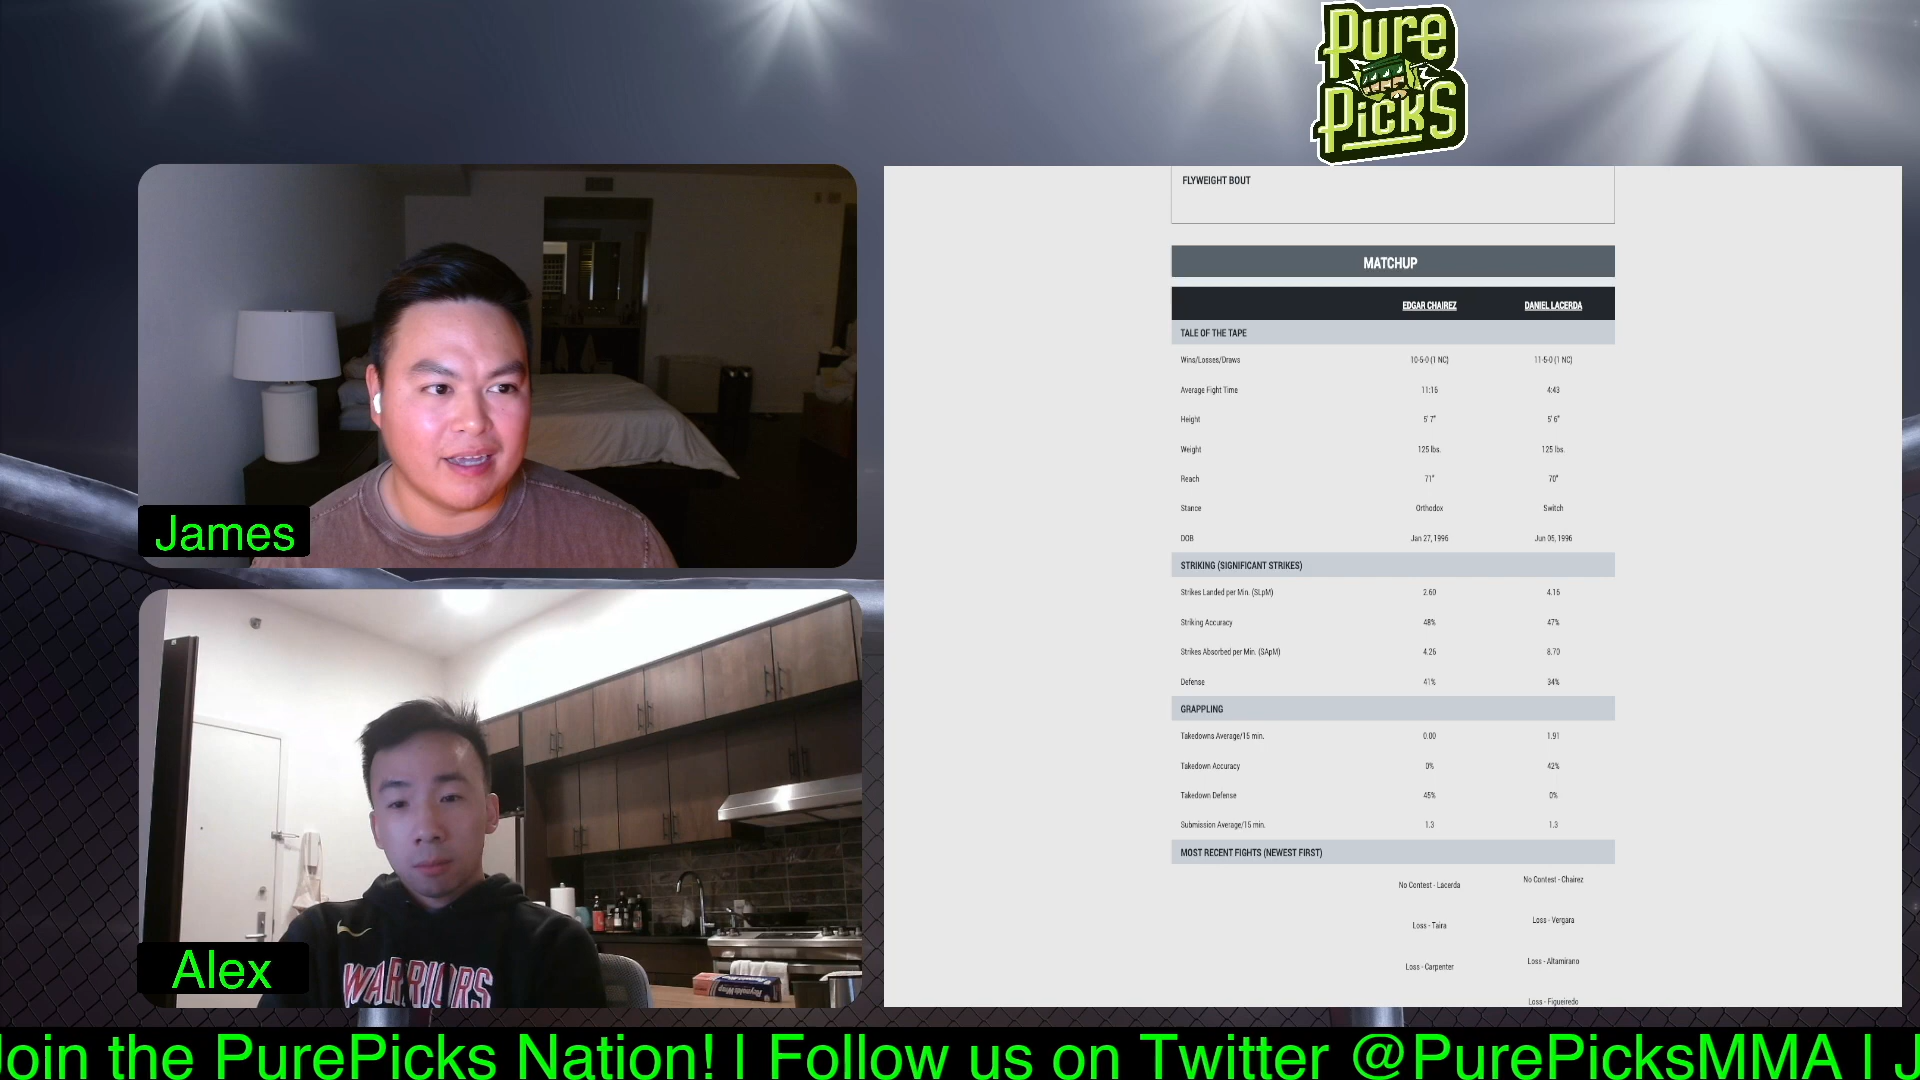 Pure
Picks
FLYWEIGHT BOUT
MATCHUP
EDGAR CHAIREZ DANIEL LACERDA
TALE OF THE TAPE
Wins/Losses/Draws 10-5-0 (1 NC) 11-5-0 (1 NC)
Average Fight Time 11:16 4:43
Height 5' 7" 5' 6"
Weight 125 lbs. 125 lbs.
Reach 71" 70"
Stance Orthodox Switch
DOB Jan 27, 1996 Jun 05, 1996
STRIKING (SIGNIFICANT STRIKES)
Strikes Landed per Min. (SLpM) 2.60 4.16
Striking Accuracy 48% 47%
Strikes Absorbed per Min. (SApM) 4.26 8.70
Defense 41% 34%
GRAPPLING
Takedowns Average/15 min. 0.00 1.91
Takedown Accuracy 0% 42%
Takedown Defense 45% 0%
Submission Average/15 min. 1.3 1.3
MOST RECENT FIGHTS (NEWEST FIRST)
No Contest - Lacerda No Contest - Chairez
Loss - Taira Loss - Vergara
Loss - Carpenter Loss - Altamirano
Loss - Figueiredo
James
Alex
WARRIORS
Reynolds Wrap
Join the PurePicks Nation! | Follow us on Twitter @PurePicksMMA | J